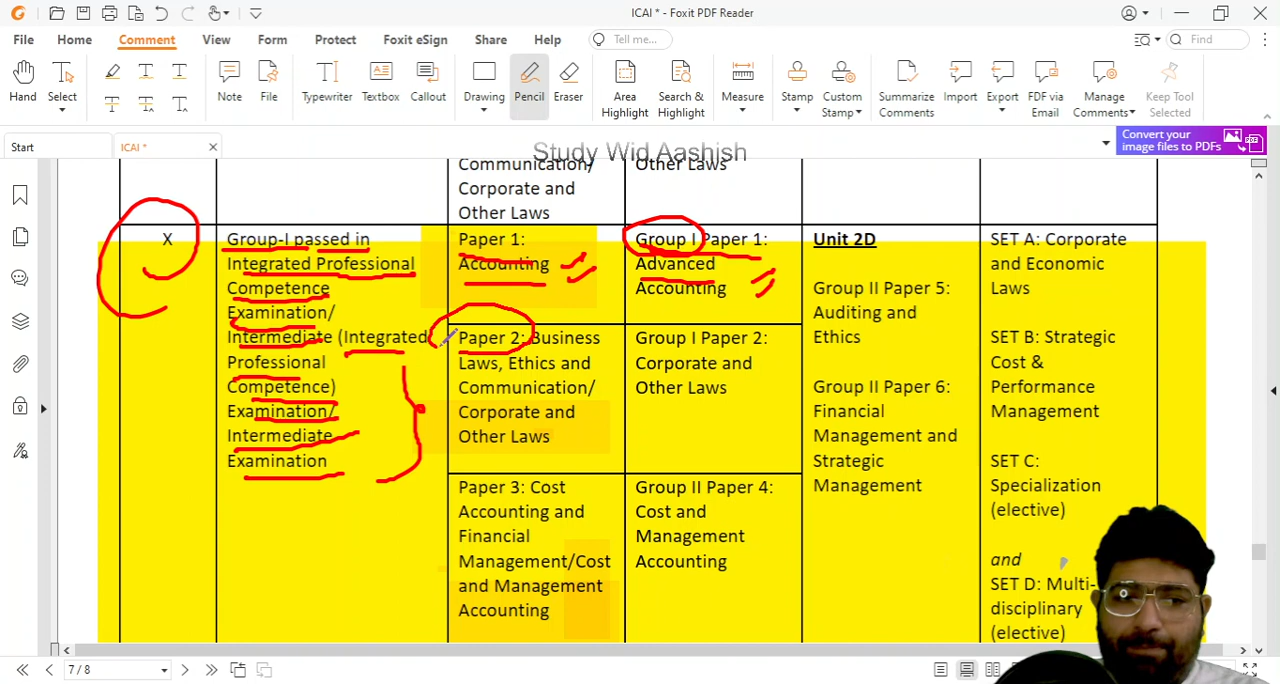 ICAI * - Foxit PDF Reader
File Home Comment View Form Protect Foxit eSign Share Help Tell me... Find
Hand Select Note File Typewriter Textbox Callout Drawing Pencil Eraser Area Highlight Search & Highlight Measure Stamp Custom Stamp Summarize Comments Import Export FDF via Email Manage Comments Keep Tool Selected
Start ICAI *
Convert your
image files to PDFs
Study Wid Aashish
Communication/
Corporate and
Other Laws
Other Laws
X
Group-I passed in
Integrated Professional
Competence
Examination/
Intermediate (Integrated
Professional
Competence)
Examination/
Intermediate
Examination
Paper 1:
Accounting
Group I Paper 1:
Advanced
Accounting
Paper 2: Business
Laws, Ethics and
Communication/
Corporate and
Other Laws
Group I Paper 2:
Corporate and
Other Laws
Paper 3: Cost
Accounting and
Financial
Management/Cost
and Management
Accounting
Group II Paper 4:
Cost and
Management
Accounting
Unit 2D
Group II Paper 5:
Auditing and
Ethics
Group II Paper 6:
Financial
Management and
Strategic
Management
SET A: Corporate
and Economic
Laws
SET B: Strategic
Cost &
Performance
Management
SET C:
Specialization
(elective)
and
SET D: Multi-
disciplinary
(elective)
7 / 8